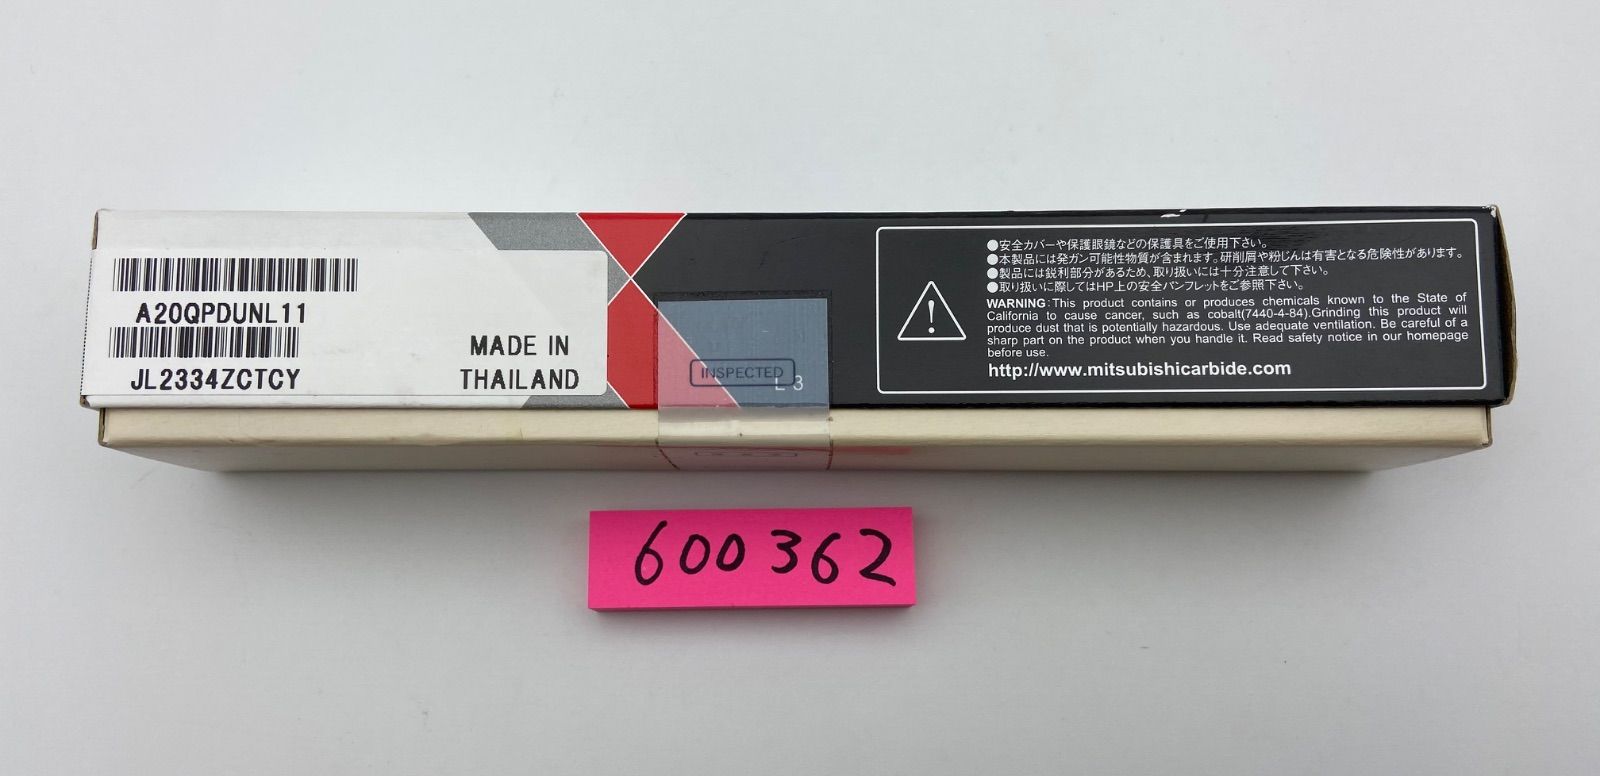 A20QPDUNL11
JL2334ZCTCY
MADE IN
THAILAND
INSPECTED
L 3
●安全カバーや保護眼鏡などの保護具をご使用下さい。
●本製品には発ガン可能性物質が含まれます。研削屑や粉じんは有害となる危険性があります。
●製品には鋭利部分があるため、取り扱いには十分注意して下さい。
●取り扱いに際してはHP上の安全パンフレットをご参照下さい。
WARNING:This product contains or produces chemicals known to the State of
California to cause cancer, such as cobalt(7440-4-84).Grinding this product will
produce dust that is potentially hazardous. Use adequate ventilation. Be careful of a
sharp part on the product when you handle it. Read safety notice in our homepage
before use.
http://www.mitsubishicarbide.com
600362